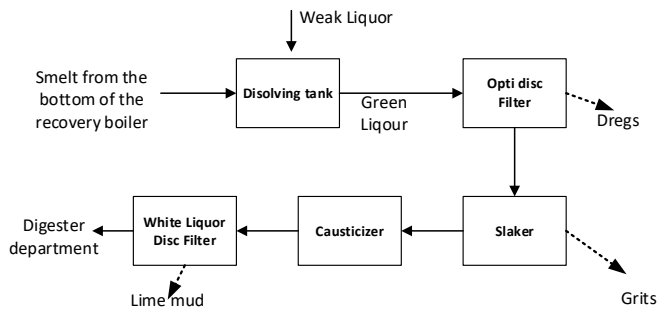 Weak Liquor
Smelt from the
bottom of the
recovery boiler
Disolving tank
Green
Liqour
Opti disc
Filter
Dregs
Digester
department
White Liquor
Disc Filter
Causticizer
Slaker
Lime mud
Grits